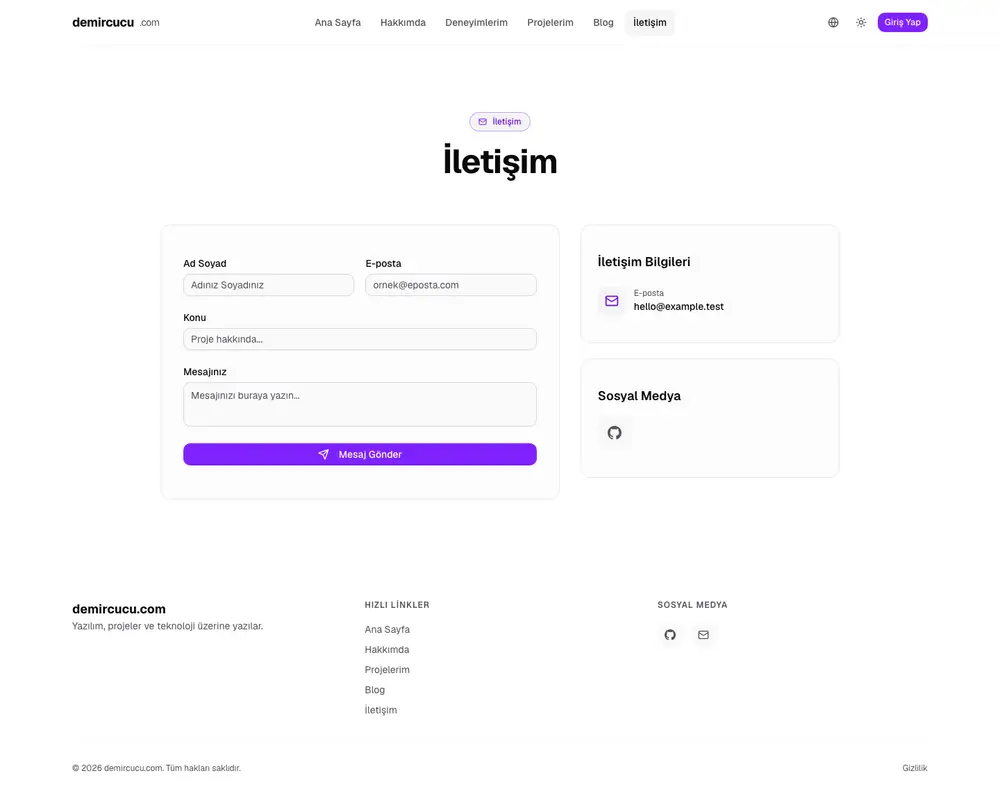 demircucu .com
Ana Sayfa Hakkımda Deneyimlerim Projelerim Blog İletişim
Giriş Yap
İletişim
İletişim
Ad Soyad
Adınız Soyadınız
E-posta
ornek@eposta.com
Konu
Proje hakkında...
Mesajınız
Mesajınızı buraya yazın...
Mesaj Gönder
İletişim Bilgileri
E-posta
hello@example.test
Sosyal Medya
demircucu.com
Yazılım, projeler ve teknoloji üzerine yazılar.
HIZLI LİNKLER
Ana Sayfa
Hakkımda
Projelerim
Blog
İletişim
SOSYAL MEDYA
© 2026 demircucu.com. Tüm hakları saklıdır.
Gizlilik